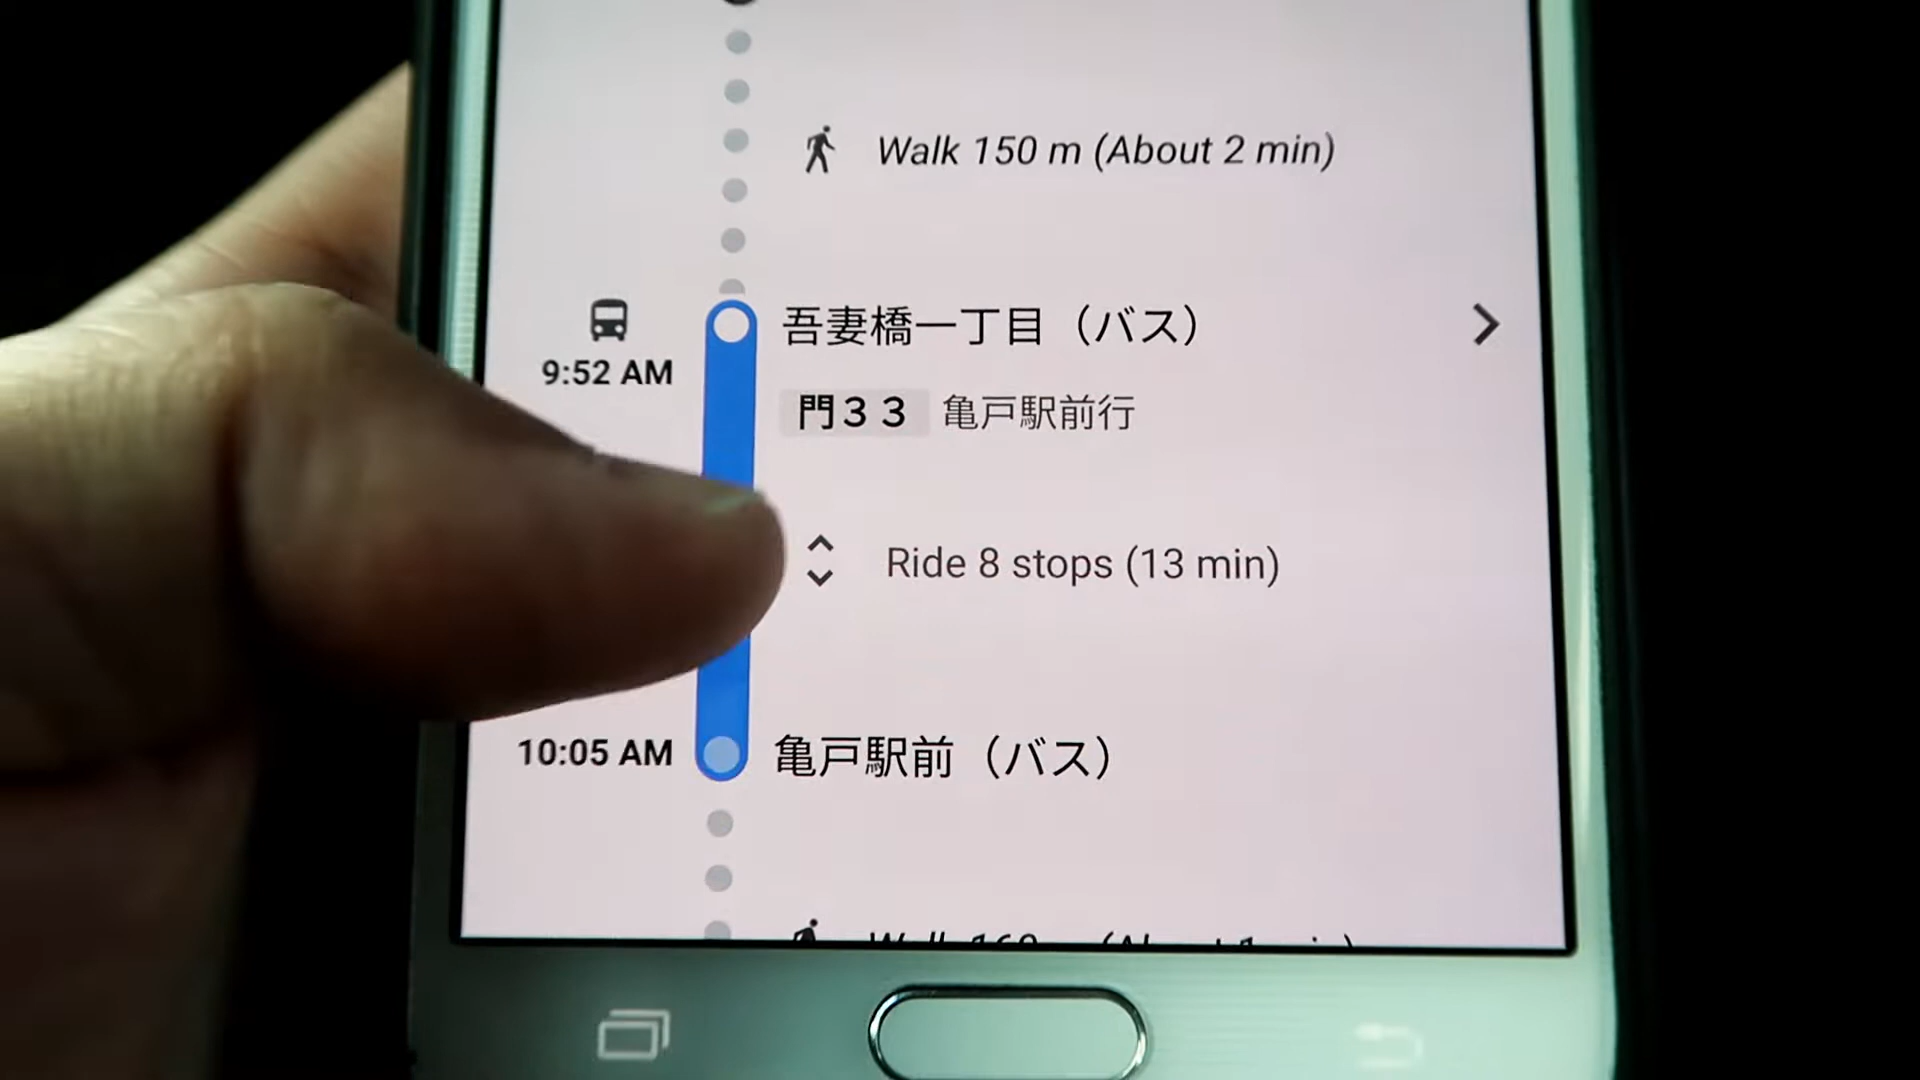 Walk 150 m (About 2 min)
吾妻橋一丁目（バス）
9:52 AM
門３３ 亀戸駅前行
Ride 8 stops (13 min)
10:05 AM 亀戸駅前（バス）